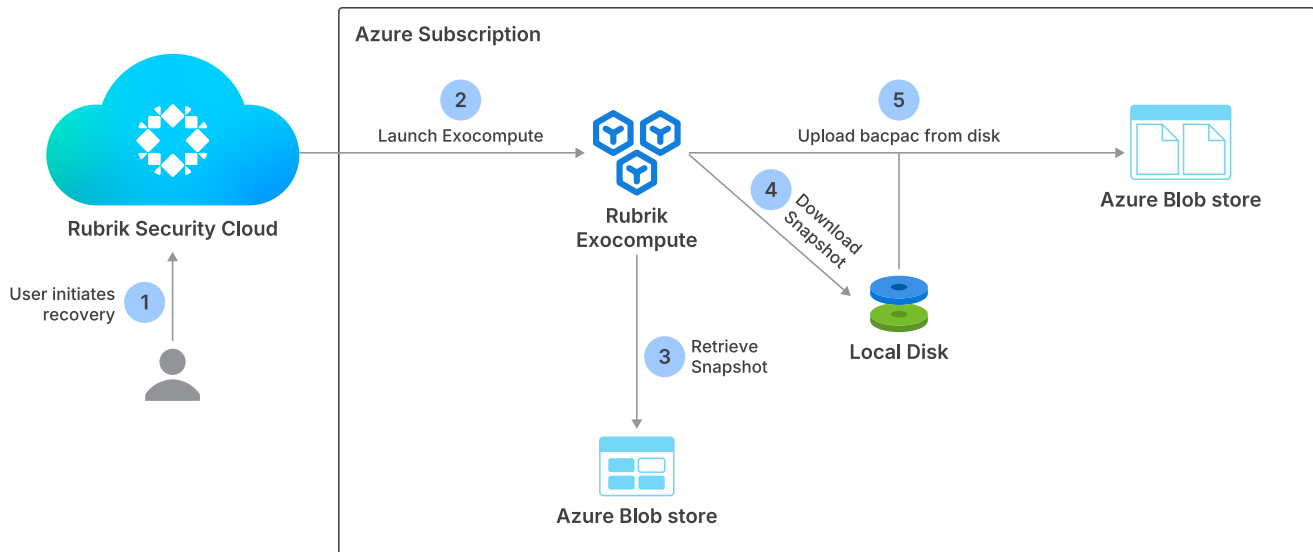 Azure Subscription
Rubrik Security Cloud
1
User initiates
recovery
2
Launch Exocompute
Rubrik
Exocompute
3
Retrieve
Snapshot
Azure Blob store
4
Download
Snapshot
Local Disk
5
Upload bacpac from disk
Azure Blob store